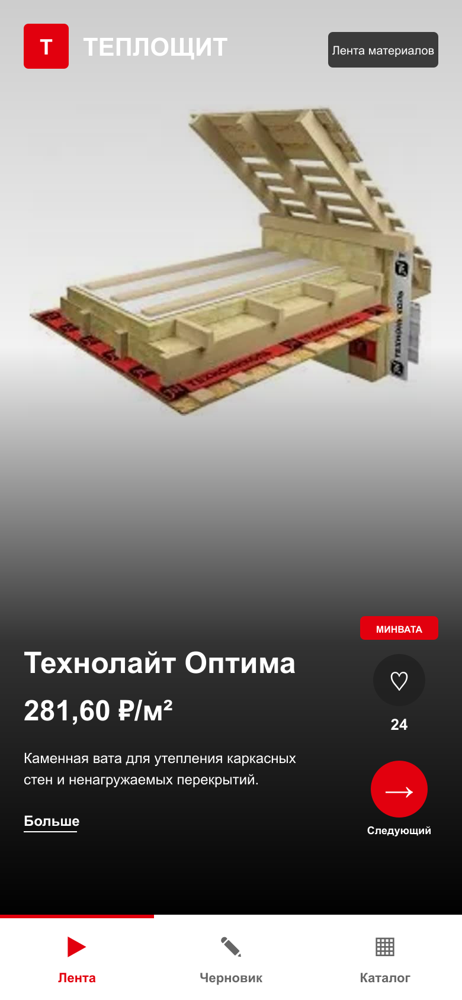 Т
ТЕПЛОЩИТ
Лента материалов
ТЕХНОНИКОЛЬ
МИНВАТА
Технолайт Оптима
281,60 ₽/м²
24
Каменная вата для утепления каркасных
стен и ненагружаемых перекрытий.
Больше
Следующий
Лента
Черновик
Каталог